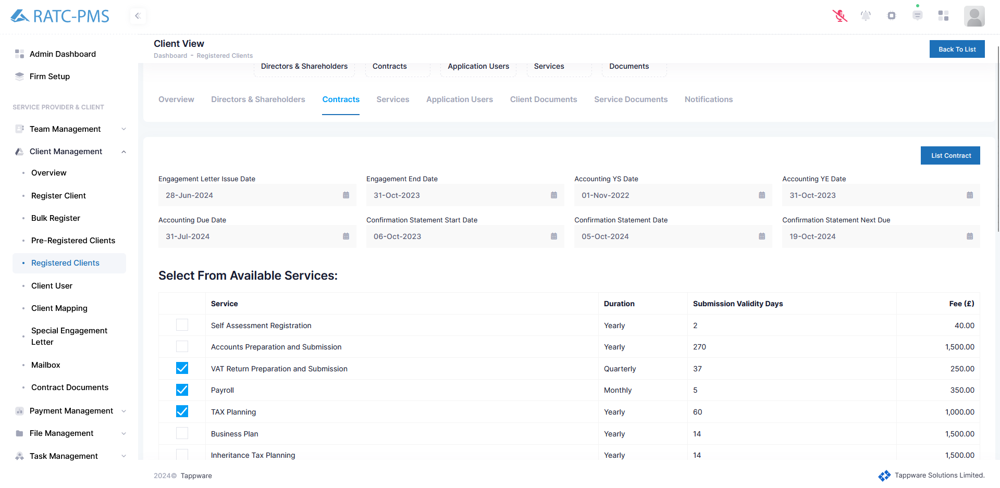 RATC-PMS
Admin Dashboard
Firm Setup
SERVICE PROVIDER & CLIENT
Team Management
Client Management
Overview
Register Client
Bulk Register
Pre-Registered Clients
Registered Clients
Client User
Client Mapping
Special Engagement
Letter
Mailbox
Contract Documents
Payment Management
File Management
Task Management
Client View
Dashboard - Registered Clients
Back To List
Directors & Shareholders Contracts Application Users Services Documents
Overview Directors & Shareholders Contracts Services Application Users Client Documents Service Documents Notifications
List Contract
Engagement Letter Issue Date Engagement End Date Accounting YS Date Accounting YE Date
28-Jun-2024 31-Oct-2023 01-Nov-2022 31-Oct-2023
Accounting Due Date Confirmation Statement Start Date Confirmation Statement Date Confirmation Statement Next Due
31-Jul-2024 06-Oct-2023 05-Oct-2024 19-Oct-2024
Select From Available Services:
Service Duration Submission Validity Days Fee (£)
Self Assessment Registration Yearly 2 40.00
Accounts Preparation and Submission Yearly 270 1,500.00
VAT Return Preparation and Submission Quarterly 37 250.00
Payroll Monthly 5 350.00
TAX Planning Yearly 60 1,000.00
Business Plan Yearly 14 1,500.00
Inheritance Tax Planning Yearly 14 1,500.00
2024© Tappware
Tappware Solutions Limited.